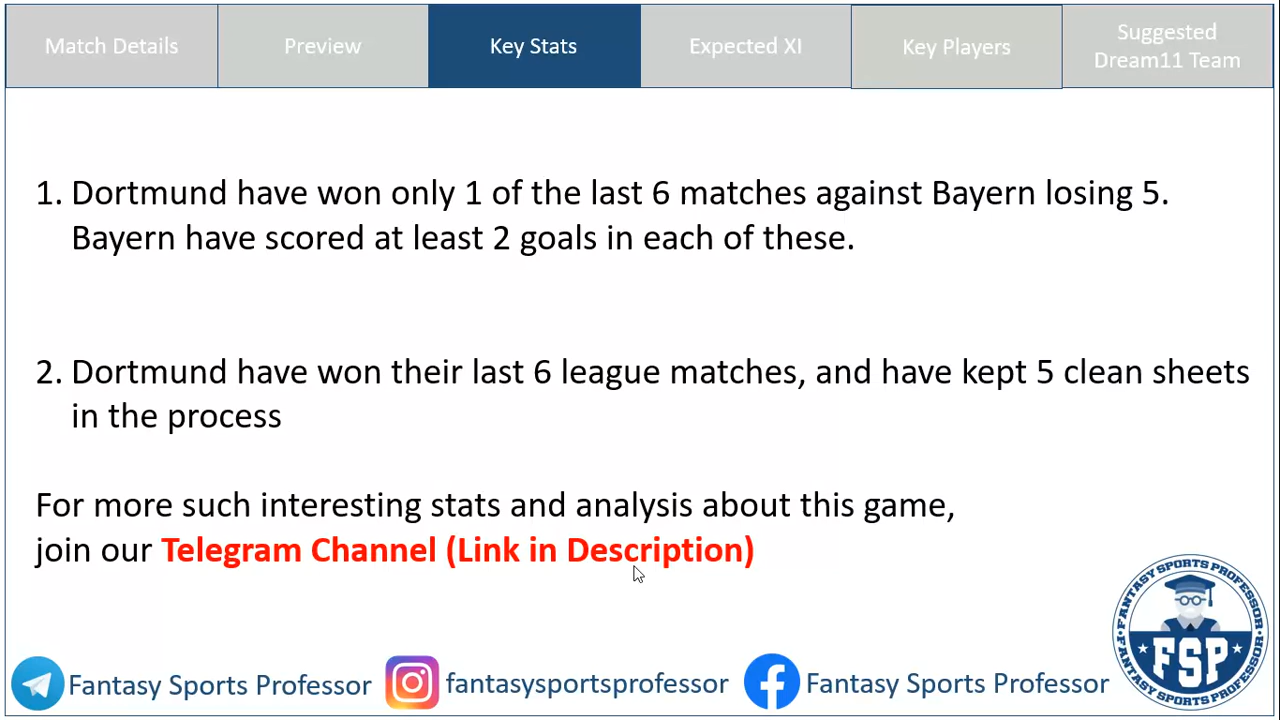 Match Details
Preview
Key Stats
Expected XI
Key Players
Suggested
Dream11 Team
1. Dortmund have won only 1 of the last 6 matches against Bayern losing 5.
Bayern have scored at least 2 goals in each of these.
2. Dortmund have won their last 6 league matches, and have kept 5 clean sheets
in the process
For more such interesting stats and analysis about this game,
join our Telegram Channel (Link in Description)
Fantasy Sports Professor
fantasysportsprofessor
Fantasy Sports Professor
FANTASY SPORTS PROFESSOR
FSP
FANTASY SPORTS PROFESSOR